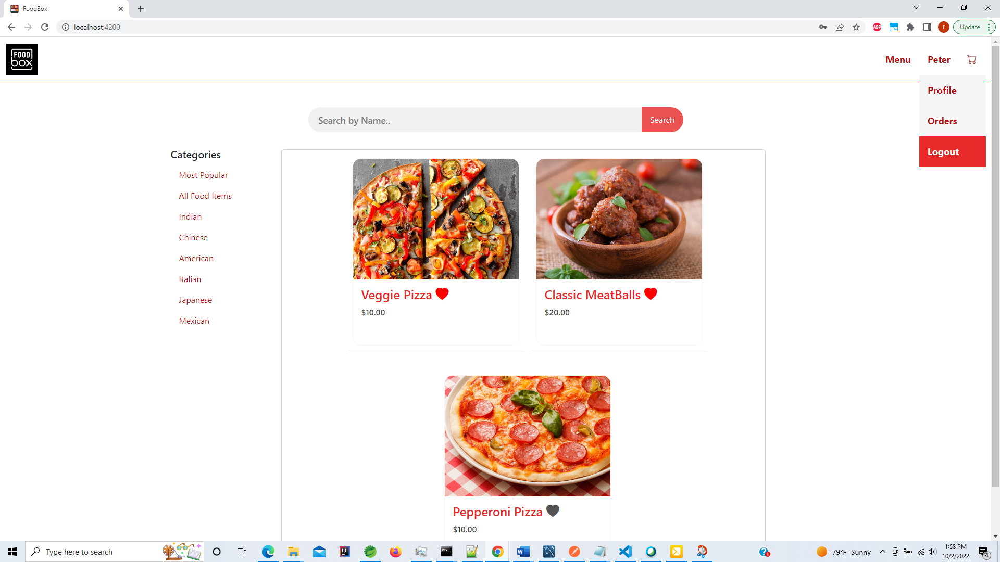 FoodBox
localhost:4200
ABP
r
Update
FOOD
box
Menu
Peter
Profile
Orders
Logout
Search by Name..
Search
Categories
Most Popular
All Food Items
Indian
Chinese
American
Italian
Japanese
Mexican
Veggie Pizza
$10.00
Classic MeatBalls
$20.00
Pepperoni Pizza
$10.00
Type here to search
79°F Sunny
1:58 PM
10/2/2022
4